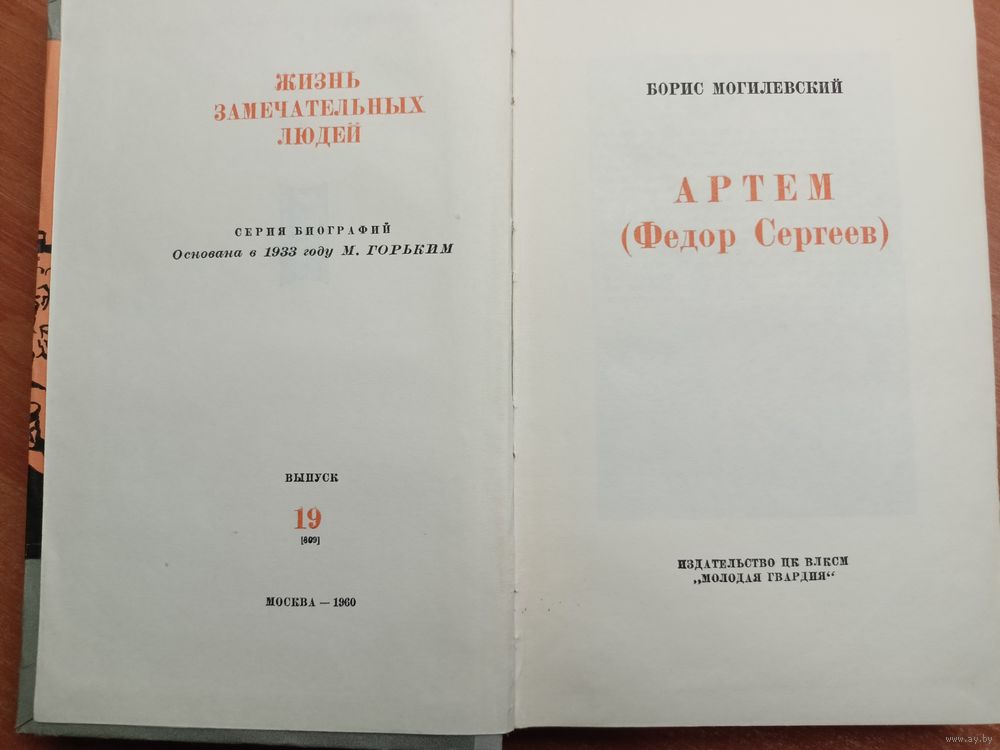 ЖИЗНЬ
ЗАМЕЧАТЕЛЬНЫХ
ЛЮДЕЙ
СЕРИЯ БИОГРАФИЙ
Основана в 1933 году М. ГОРЬКИМ
ВЫПУСК
19
[309]
МОСКВА — 1960
БОРИС МОГИЛЕВСКИЙ
АРТЕМ
(Федор Сергеев)
ИЗДАТЕЛЬСТВО ЦК ВЛКСМ
„МОЛОДАЯ ГВАРДИЯ“
www.ay.by